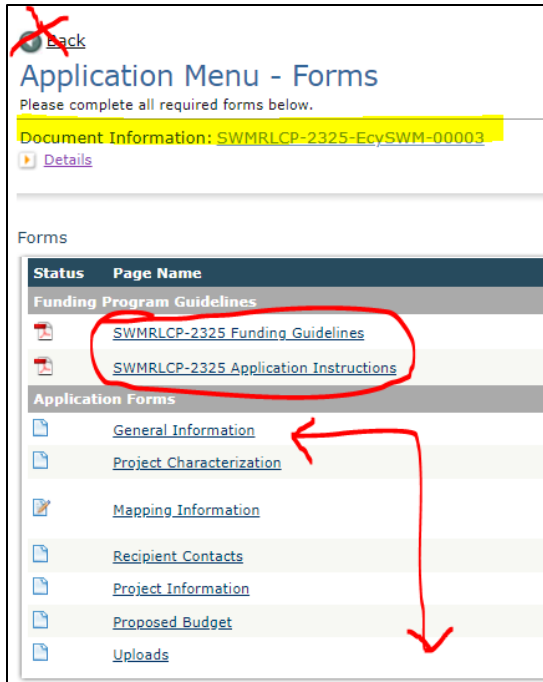 Back
Application Menu - Forms
Please complete all required forms below.
Document Information: SWMRLCP-2325-EcySWM-00003
Details
Forms
Status Page Name
Funding Program Guidelines
SWMRLCP-2325 Funding Guidelines
SWMRLCP-2325 Application Instructions
Application Forms
General Information
Project Characterization
Mapping Information
Recipient Contacts
Project Information
Proposed Budget
Uploads